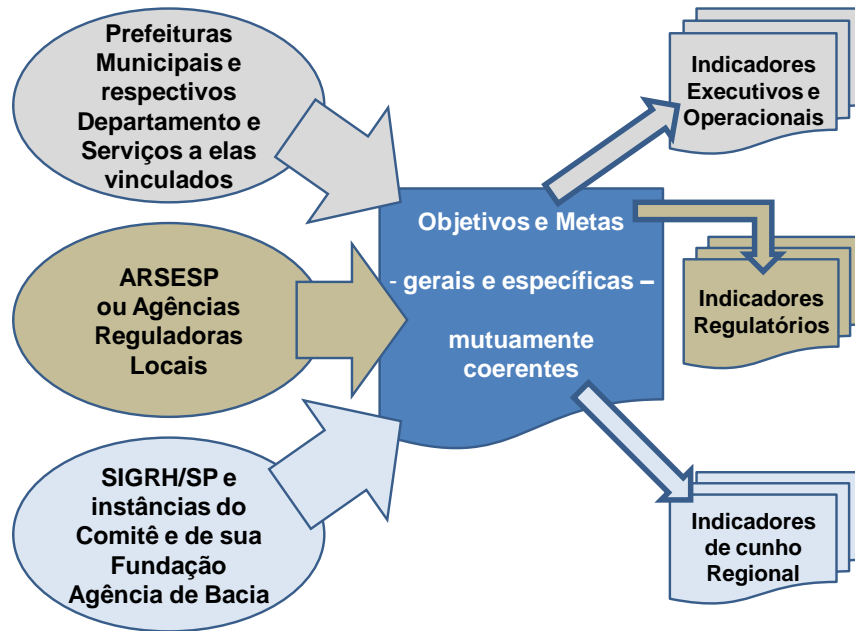 Prefeituras
Municipais e
respectivos
Departamento e
Serviços a elas
vinculados
ARSESP
ou Agências
Reguladoras
Locais
SIGRH/SP e
instâncias do
Comitê e de sua
Fundação
Agência de Bacia
Objetivos e Metas
- gerais e específicas –
mutuamente
coerentes
Indicadores
Executivos e
Operacionais
Indicadores
Regulatórios
Indicadores
de cunho
Regional